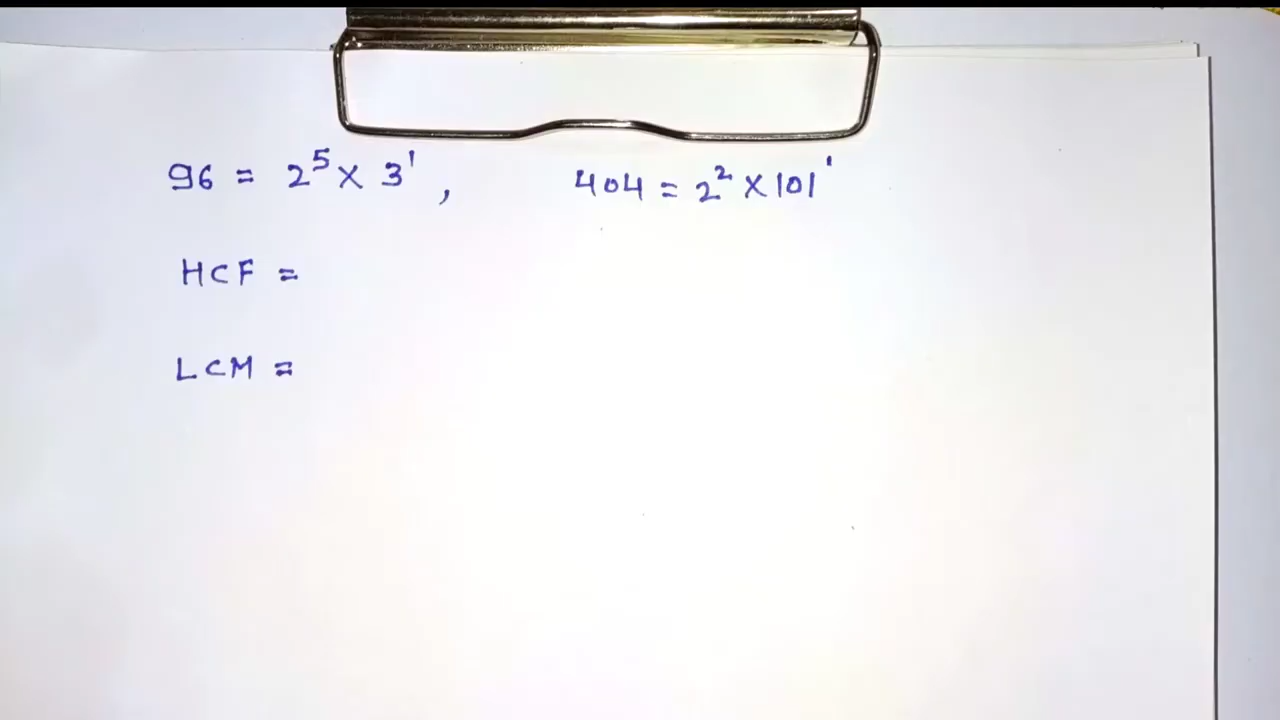 96 = 2⁵ × 3¹ , 404 = 2² × 101¹
HCF =
LCM =